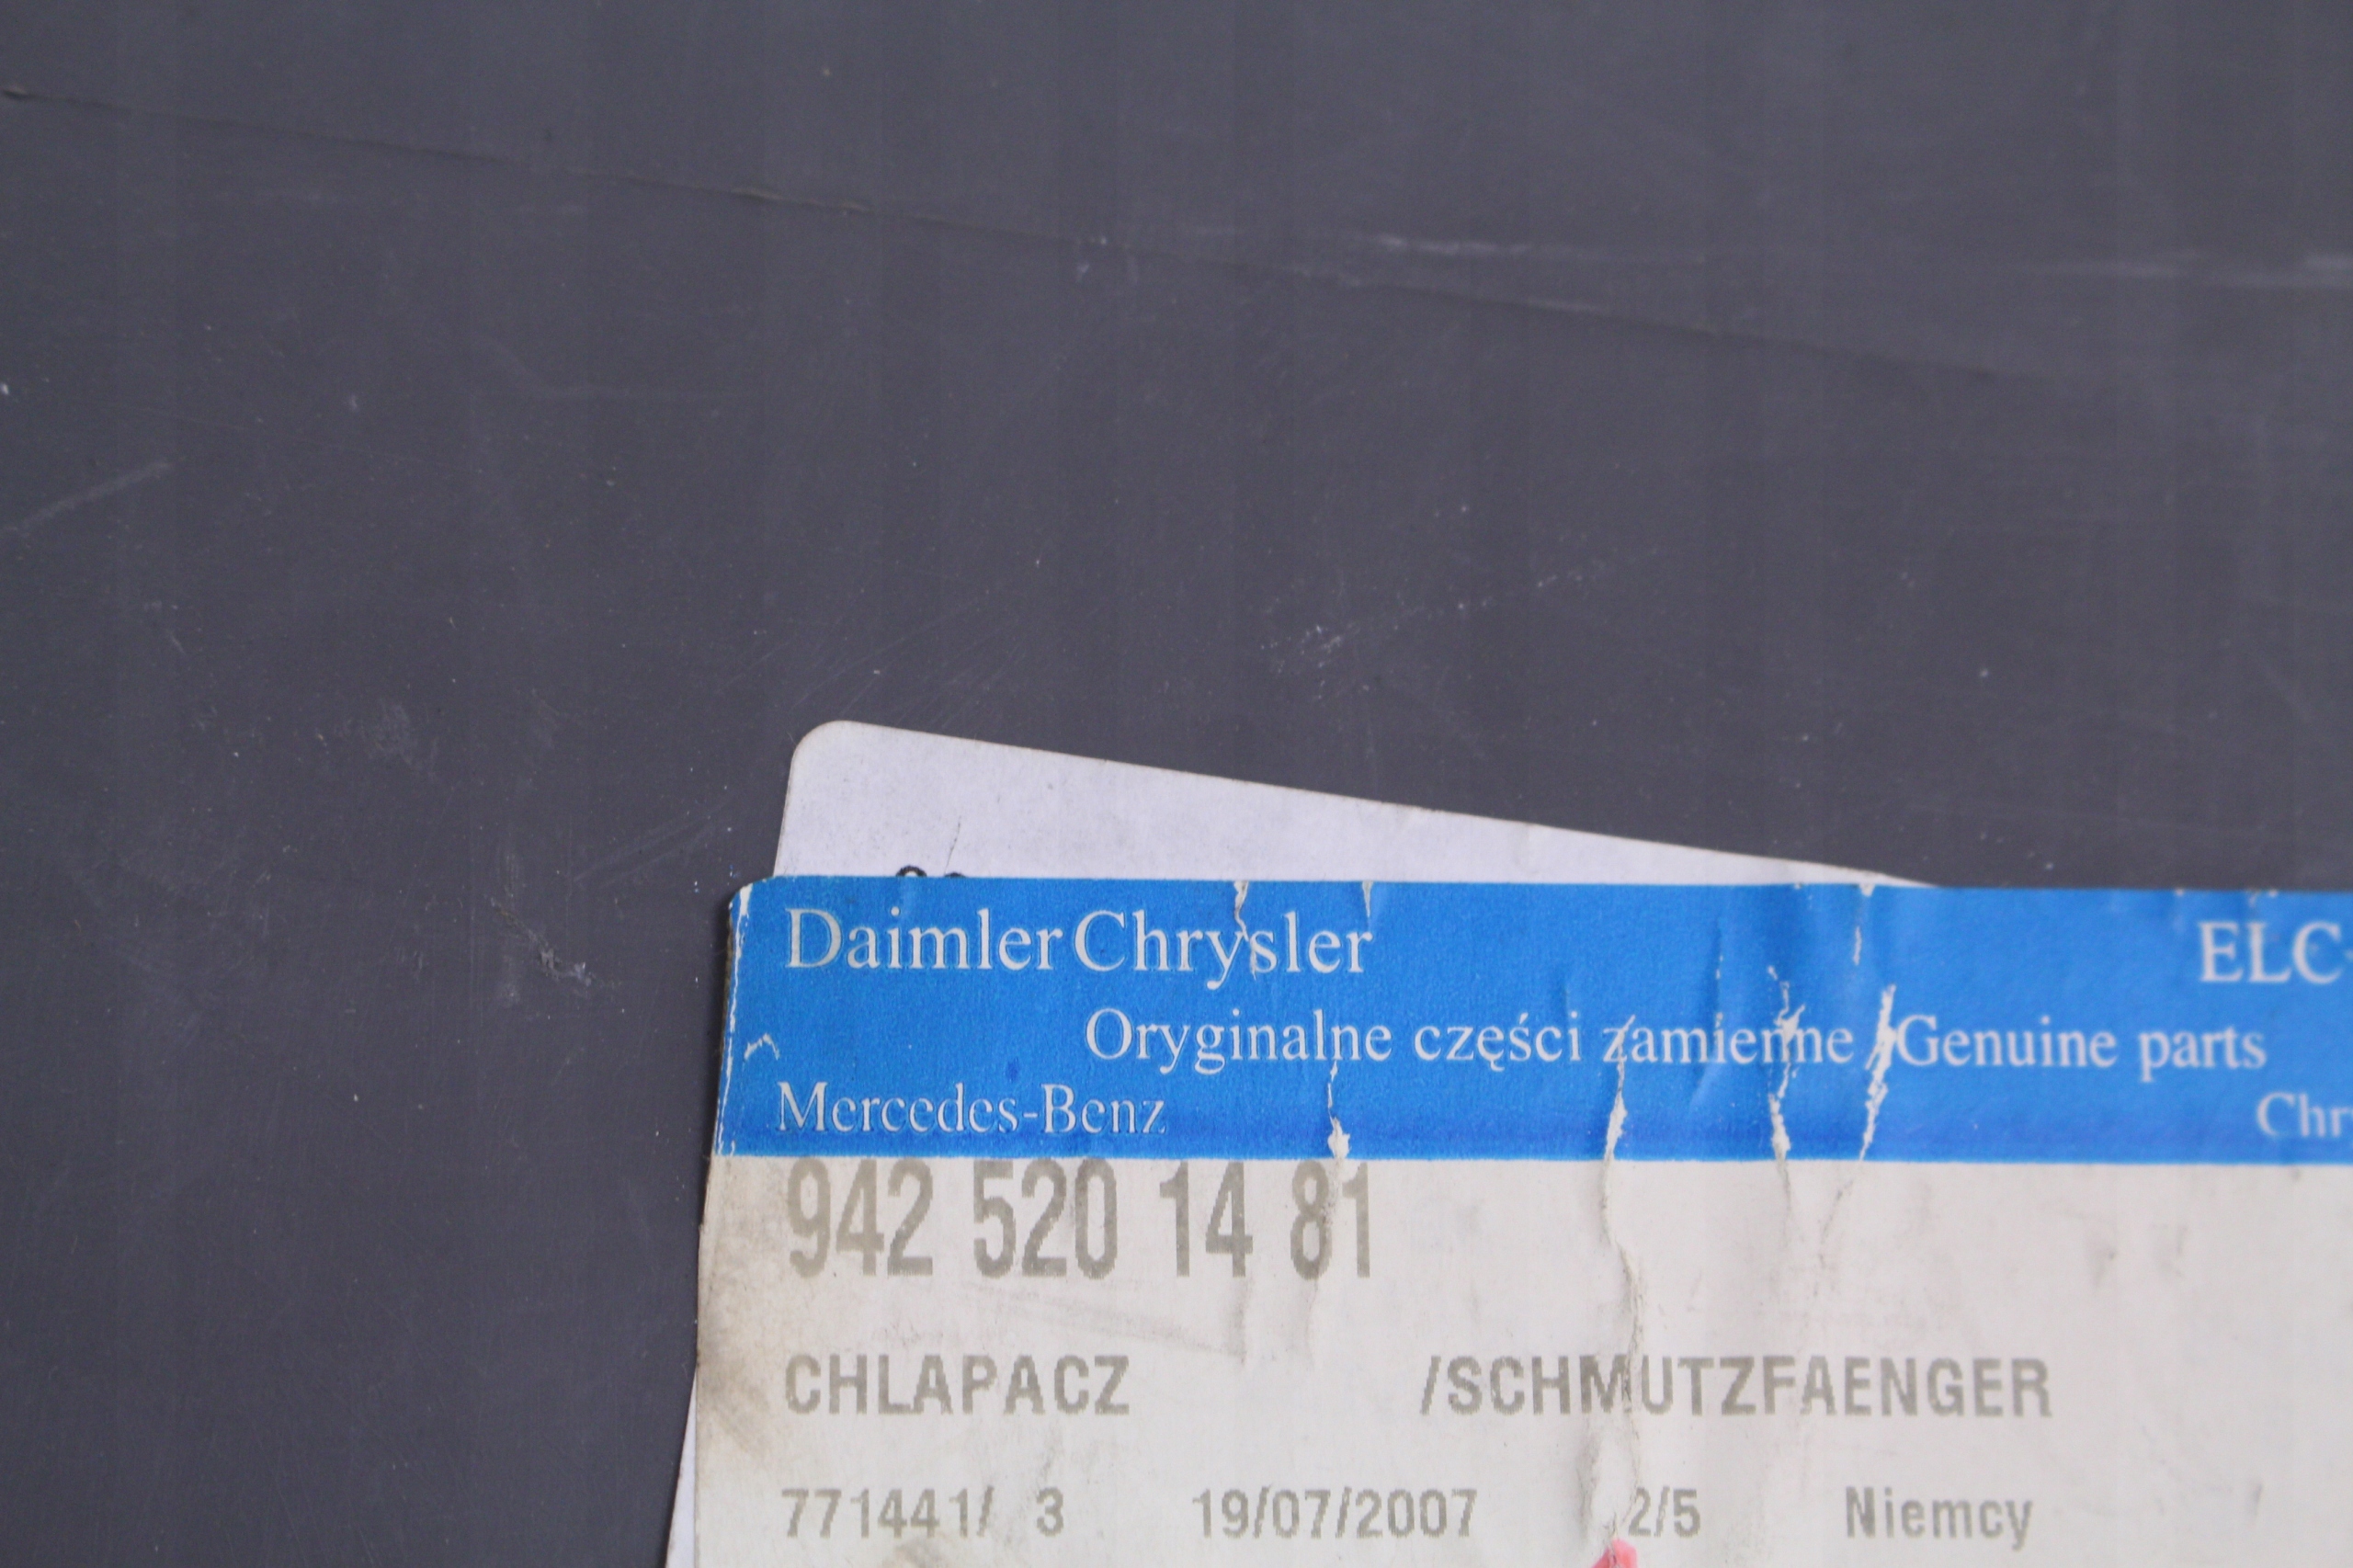 DaimlerChrysler ELC-
Oryginalne części zamienne / Genuine parts
Mercedes-Benz Chry
942 520 14 81
CHLAPACZ /SCHMUTZFAENGER
771441/ 3 19/07/2007 2/5 Niemcy